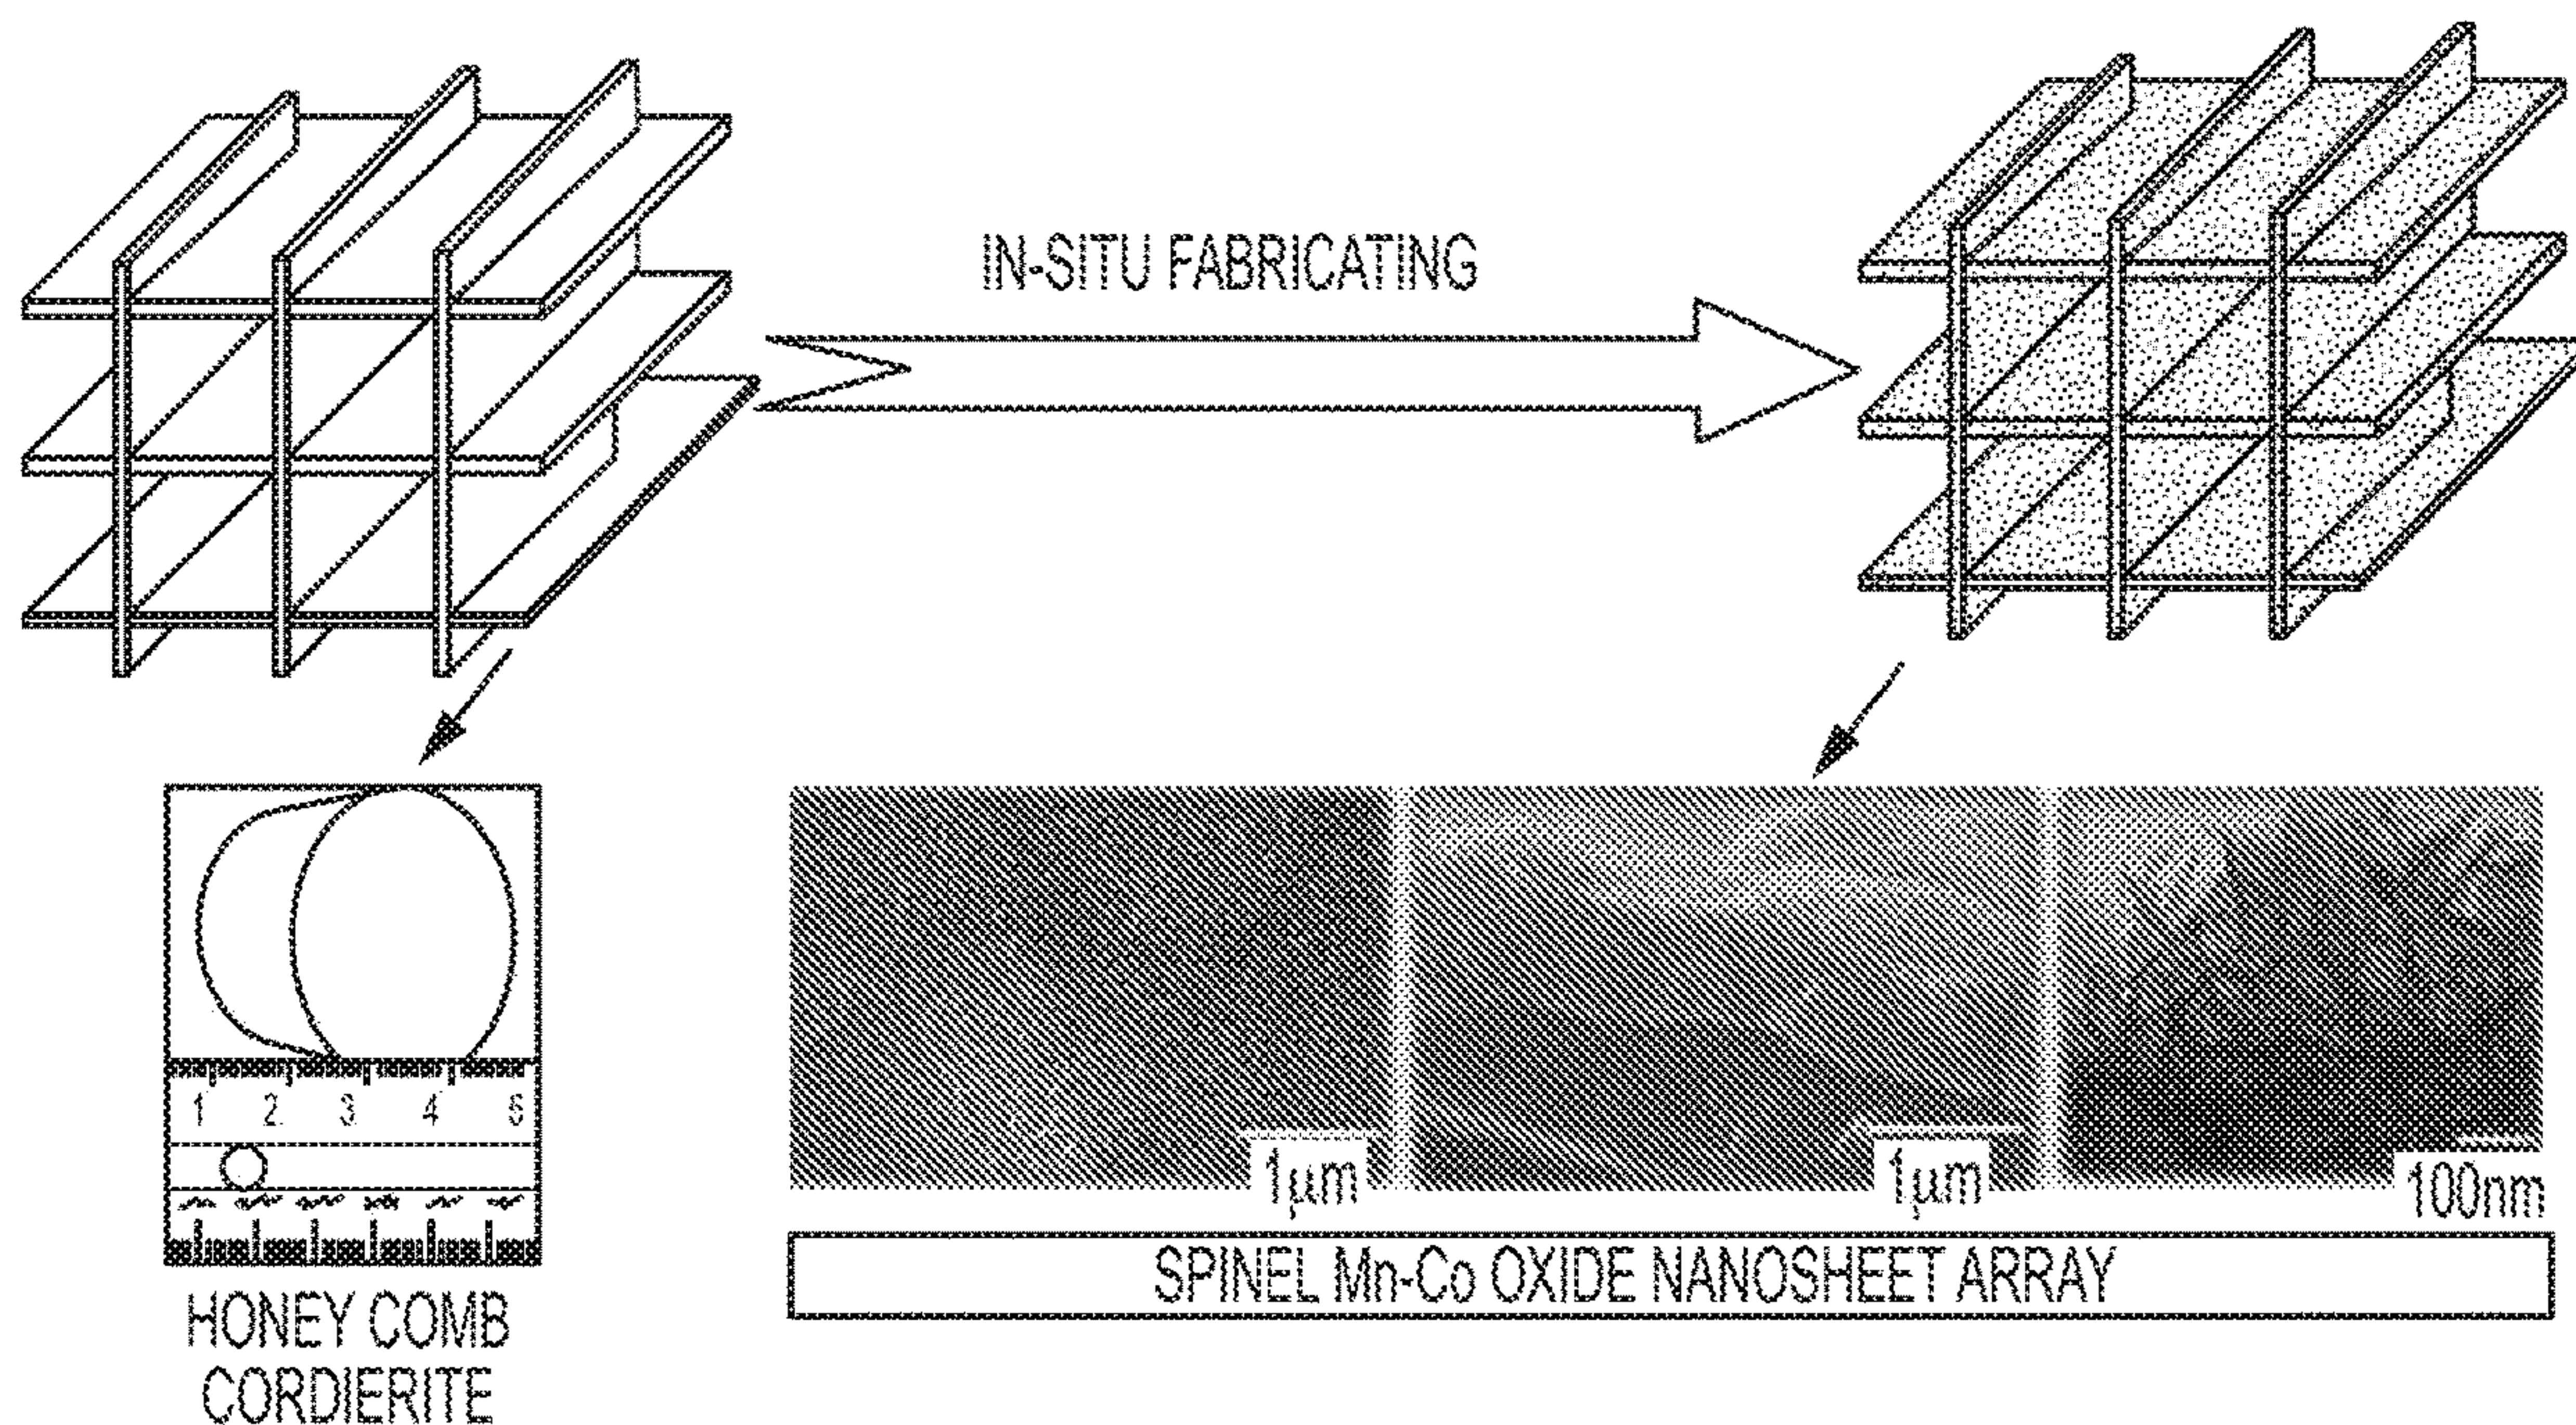 IN-SITU FABRICATING
1 2 3 4 5
1μm
1μm
100nm
SPINEL Mn-Co OXIDE NANOSHEET ARRAY
HONEY COMB
CORDIERITE